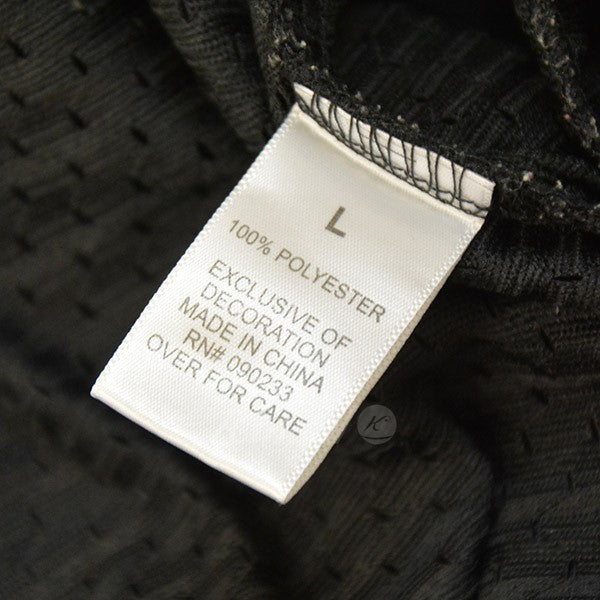 L
100% POLYESTER
EXCLUSIVE OF
DECORATION
MADE IN CHINA
RN# 090233
OVER FOR CARE
K